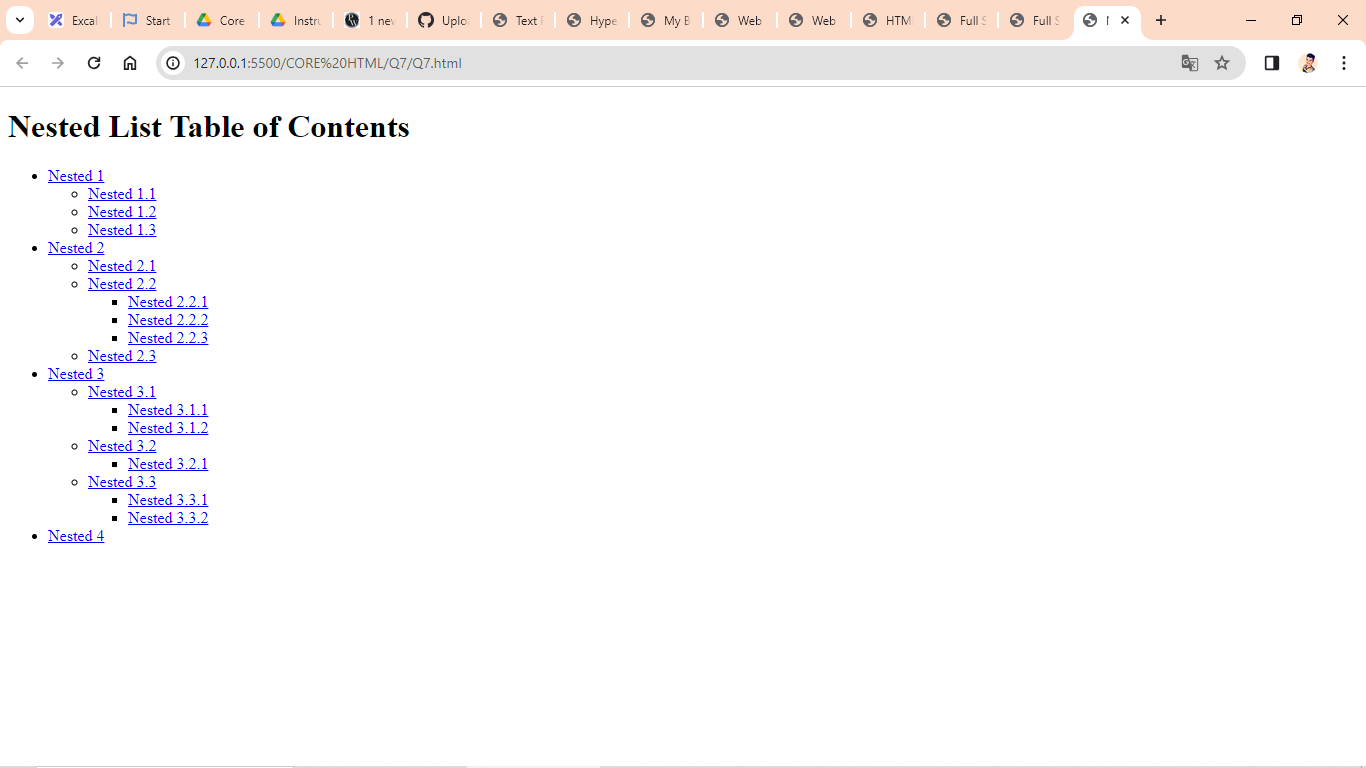 Excal
Start
Core
Instru
1 nev
Uplo
Text
Hype
My B
Web
Web
HTM
Full S
Full S
127.0.0.1:5500/CORE%20HTML/Q7/Q7.html
Nested List Table of Contents
Nested 1
Nested 1.1
Nested 1.2
Nested 1.3
Nested 2
Nested 2.1
Nested 2.2
Nested 2.2.1
Nested 2.2.2
Nested 2.2.3
Nested 2.3
Nested 3
Nested 3.1
Nested 3.1.1
Nested 3.1.2
Nested 3.2
Nested 3.2.1
Nested 3.3
Nested 3.3.1
Nested 3.3.2
Nested 4